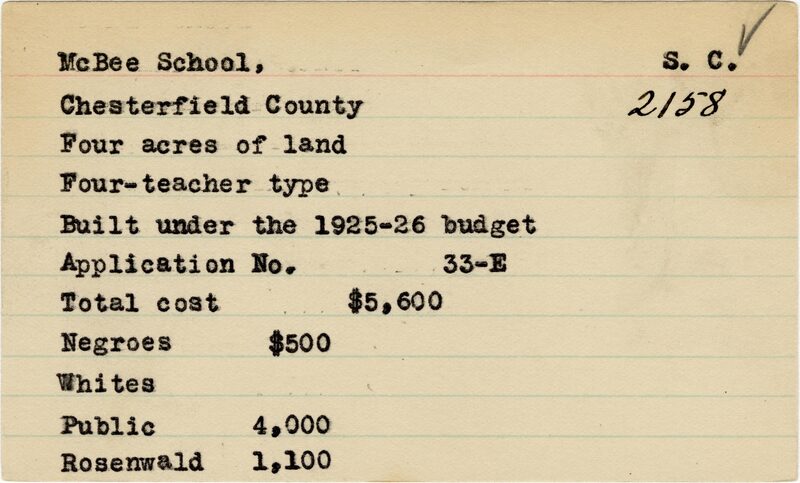 McBee School, S. C.
Chesterfield County 2158
Four acres of land
Four-teacher type
Built under the 1925-26 budget
Application No. 33-E
Total cost $5,600
Negroes $500
Whites
Public 4,000
Rosenwald 1,100